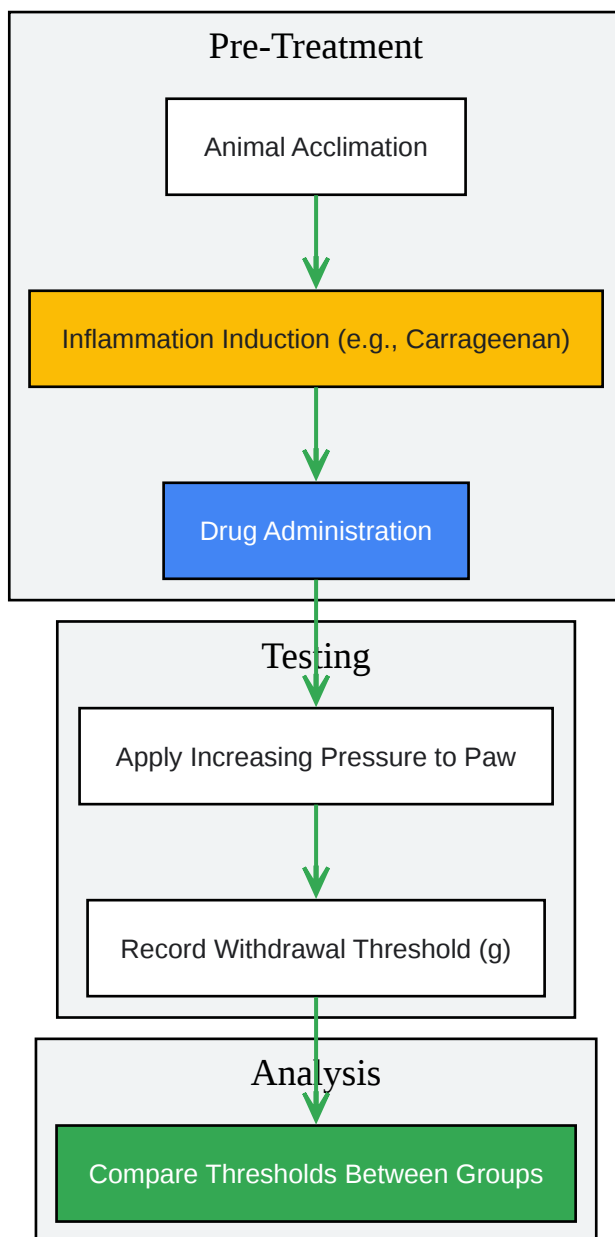 Pre-Treatment
Animal Acclimation
Inflammation Induction (e.g., Carrageenan)
Drug Administration
Testing
Apply Increasing Pressure to Paw
Record Withdrawal Threshold (g)
Analysis
Compare Thresholds Between Groups